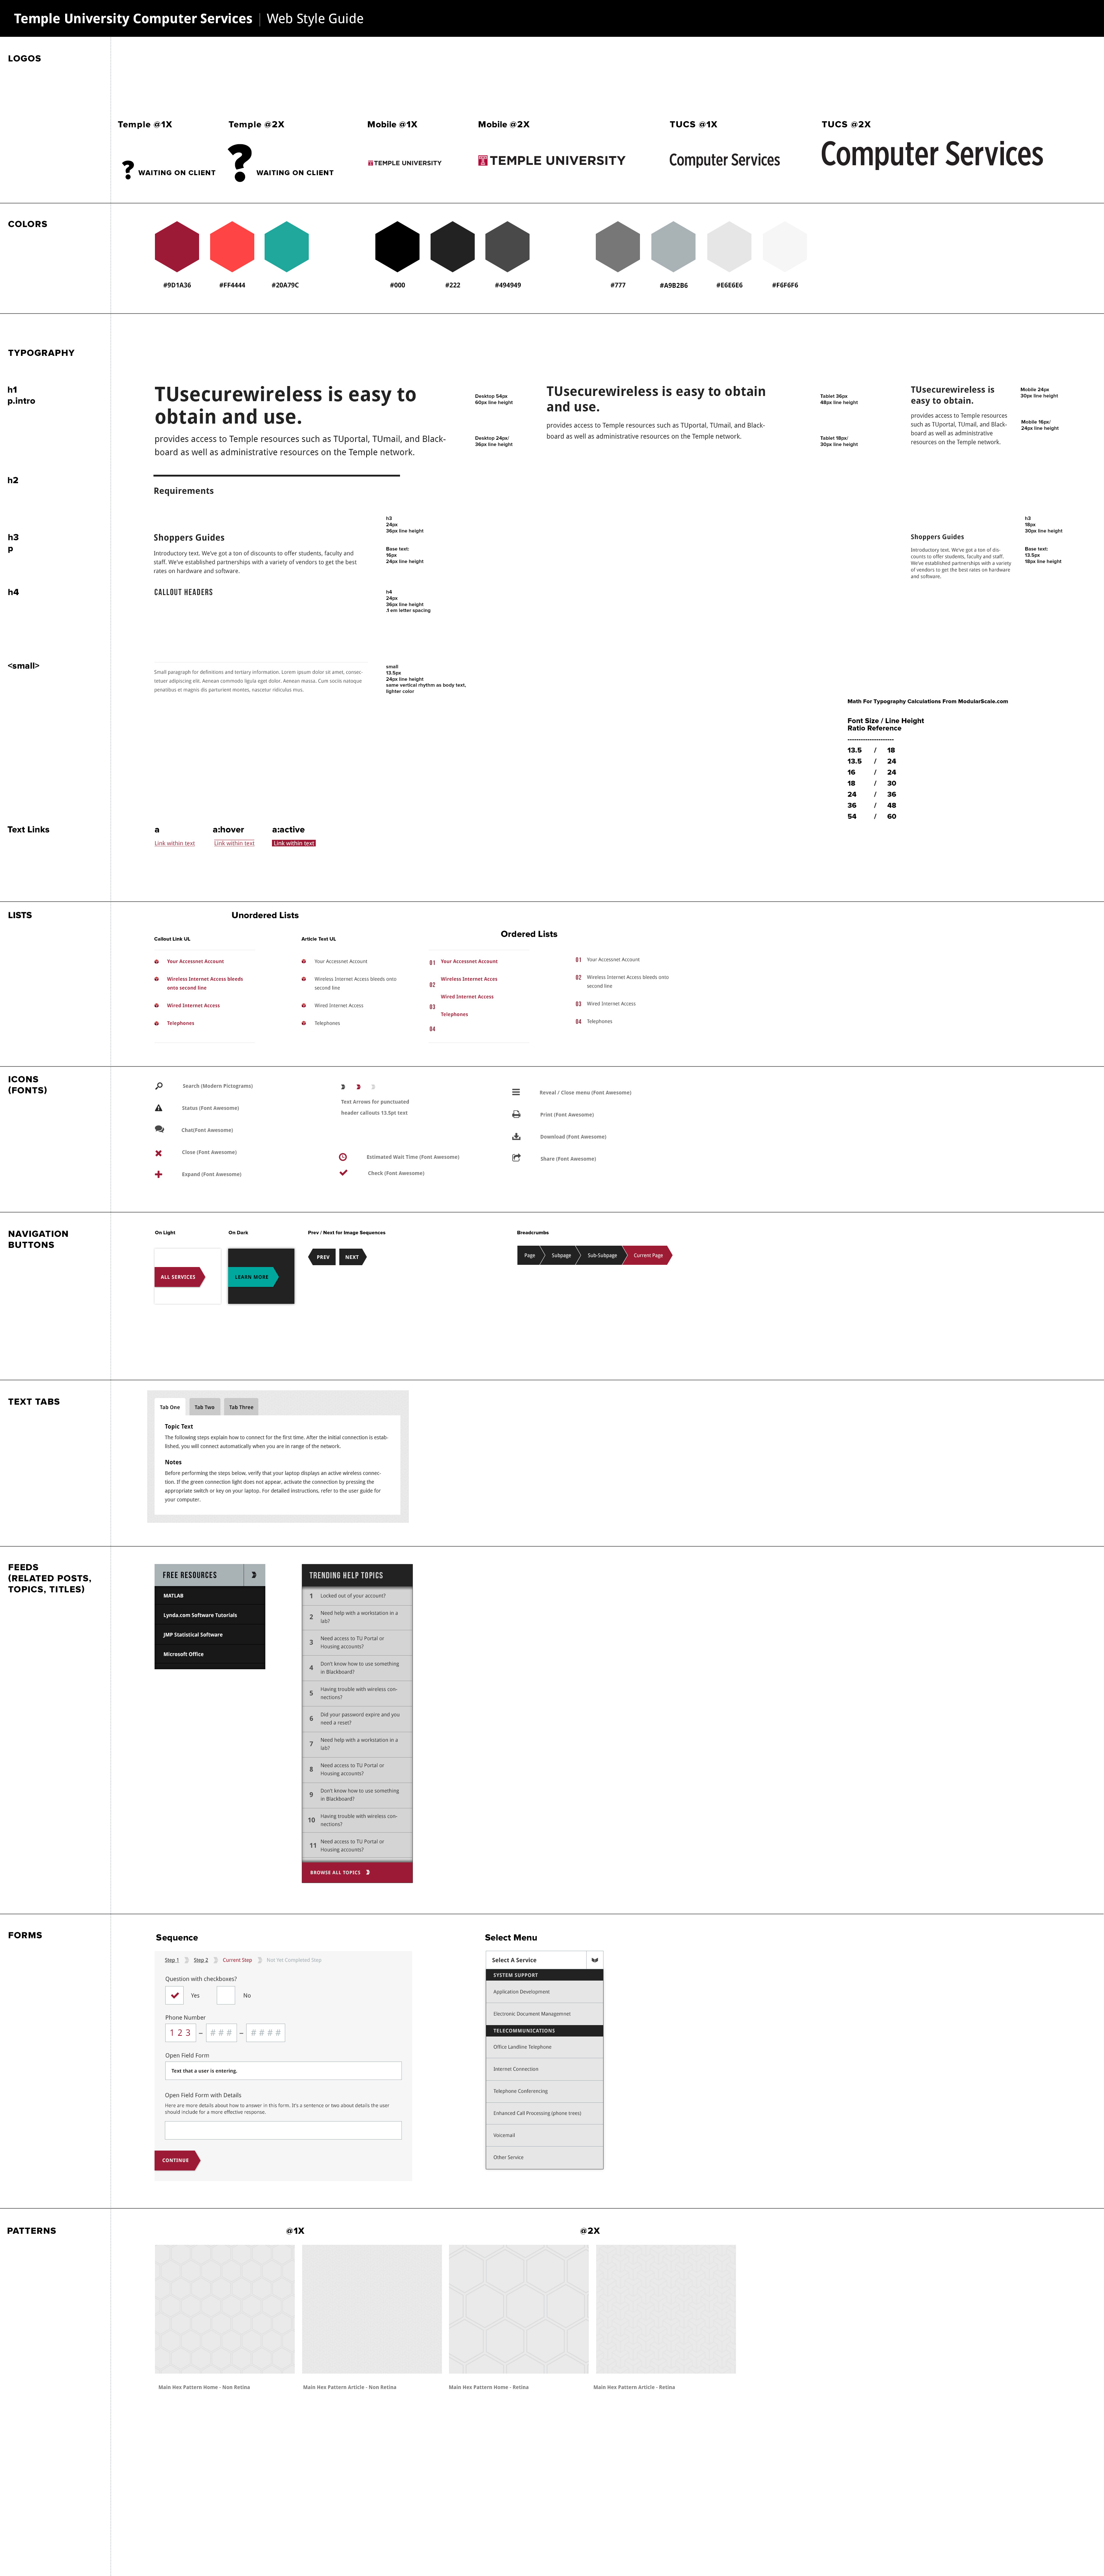 Temple University Computer Services | Web Style Guide
LOGOS
Temple @1X
Temple @2X
Mobile @1X
Mobile @2X
TUCS @1X
TUCS @2X
? WAITING ON CLIENT
? WAITING ON CLIENT
TEMPLE UNIVERSITY
TEMPLE UNIVERSITY
Computer Services
Computer Services
COLORS
#9D1A36
#FF4444
#20A79C
#000
#222
#494949
#777
#A9B2B6
#E6E6E6
#F6F6F6
TYPOGRAPHY
h1
p.intro
TUsecurewireless is easy to
obtain and use.
provides access to Temple resources such as TUportal, TUmail, and Black-
board as well as administrative resources on the Temple network.
Desktop 54px
60px line height
Desktop 24px/
36px line height
TUsecurewireless is easy to obtain
and use.
provides access to Temple resources such as TUportal, TUmail, and Black-
board as well as administrative resources on the Temple network.
Tablet 36px
48px line height
Tablet 18px/
30px line height
TUsecurewireless is
easy to obtain.
provides access to Temple resources
such as TUportal, TUmail, and Black-
board as well as administrative
resources on the Temple network.
Mobile 24px
30px line height
Mobile 16px/
24px line height
h2
Requirements
h3
p
Shoppers Guides
Introductory text. We've got a ton of discounts to offer students, faculty and
staff. We've established partnerships with a variety of vendors to get the best
rates on hardware and software.
h3
24px
36px line height
Base text:
16px
24px line height
Shoppers Guides
Introductory text. We've got a ton of dis-
counts to offer students, faculty and staff.
We've established partnerships with a variety
of vendors to get the best rates on hardware
and software.
h3
18px
30px line height
Base text:
13.5px
18px line height
h4
CALLOUT HEADERS
h4
24px
36px line height
.1 em letter spacing
<small>
Small paragraph for definitions and tertiary information. Lorem ipsum dolor sit amet, consec-
tetuer adipiscing elit. Aenean commodo ligula eget dolor. Aenean massa. Cum sociis natoque
penatibus et magnis dis parturient montes, nascetur ridiculus mus.
small
13.5px
24px line height
same vertical rhythm as body text,
lighter color
Math For Typography Calculations From ModularScale.com
Font Size / Line Height
Ratio Reference
---------------------
13.5 / 18
13.5 / 24
16 / 24
18 / 30
24 / 36
36 / 48
54 / 60
Text Links
a
a:hover
a:active
Link within text
Link within text
Link within text
LISTS
Unordered Lists
Ordered Lists
Callout Link UL
Your Accessnet Account
Wireless Internet Access bleeds
onto second line
Wired Internet Access
Telephones
Article Text UL
Your Accessnet Account
Wireless Internet Access bleeds onto
second line
Wired Internet Access
Telephones
01 Your Accessnet Account
Wireless Internet Acces
02
Wired Internet Access
03
Telephones
04
01 Your Accessnet Account
02 Wireless Internet Access bleeds onto
second line
03 Wired Internet Access
04 Telephones
ICONS
(FONTS)
Search (Modern Pictograms)
Status (Font Awesome)
Chat(Font Awesome)
Close (Font Awesome)
Expand (Font Awesome)
Text Arrows for punctuated
header callouts 13.5pt text
Estimated Wait Time (Font Awesome)
Check (Font Awesome)
Reveal / Close menu (Font Awesome)
Print (Font Awesome)
Download (Font Awesome)
Share (Font Awesome)
NAVIGATION
BUTTONS
On Light
On Dark
Prev / Next for Image Sequences
Breadcrumbs
ALL SERVICES
LEARN MORE
PREV
NEXT
Page
Subpage
Sub-Subpage
Current Page
TEXT TABS
Tab One
Tab Two
Tab Three
Topic Text
The following steps explain how to connect for the first time. After the initial connection is estab-
lished, you will connect automatically when you are in range of the network.
Notes
Before performing the steps below, verify that your laptop displays an active wireless connec-
tion. If the green connection light does not appear, activate the connection by pressing the
appropriate switch or key on your laptop. For detailed instructions, refer to the user guide for
your computer.
FEEDS
(RELATED POSTS,
TOPICS, TITLES)
FREE RESOURCES
MATLAB
Lynda.com Software Tutorials
JMP Statistical Software
Microsoft Office
TRENDING HELP TOPICS
1 Locked out of your account?
2 Need help with a workstation in a
lab?
3 Need access to TU Portal or
Housing accounts?
4 Don't know how to use something
in Blackboard?
5 Having trouble with wireless con-
nections?
6 Did your password expire and you
need a reset?
7 Need help with a workstation in a
lab?
8 Need access to TU Portal or
Housing accounts?
9 Don't know how to use something
in Blackboard?
10 Having trouble with wireless con-
nections?
11 Need access to TU Portal or
Housing accounts?
BROWSE ALL TOPICS
FORMS
Sequence
Step 1
Step 2
Current Step
Not Yet Completed Step
Question with checkboxes?
Yes
No
Phone Number
1 2 3 – # # # – # # # #
Open Field Form
Text that a user is entering.
Open Field Form with Details
Here are more details about how to answer in this form. It's a sentence or two about details the user
should include for a more effective response.
CONTINUE
Select Menu
Select A Service
SYSTEM SUPPORT
Application Development
Electronic Document Managemnet
TELECOMMUNICATIONS
Office Landline Telephone
Internet Connection
Telephone Conferencing
Enhanced Call Processing (phone trees)
Voicemail
Other Service
PATTERNS
@1X
@2X
Main Hex Pattern Home - Non Retina
Main Hex Pattern Article - Non Retina
Main Hex Pattern Home - Retina
Main Hex Pattern Article - Retina